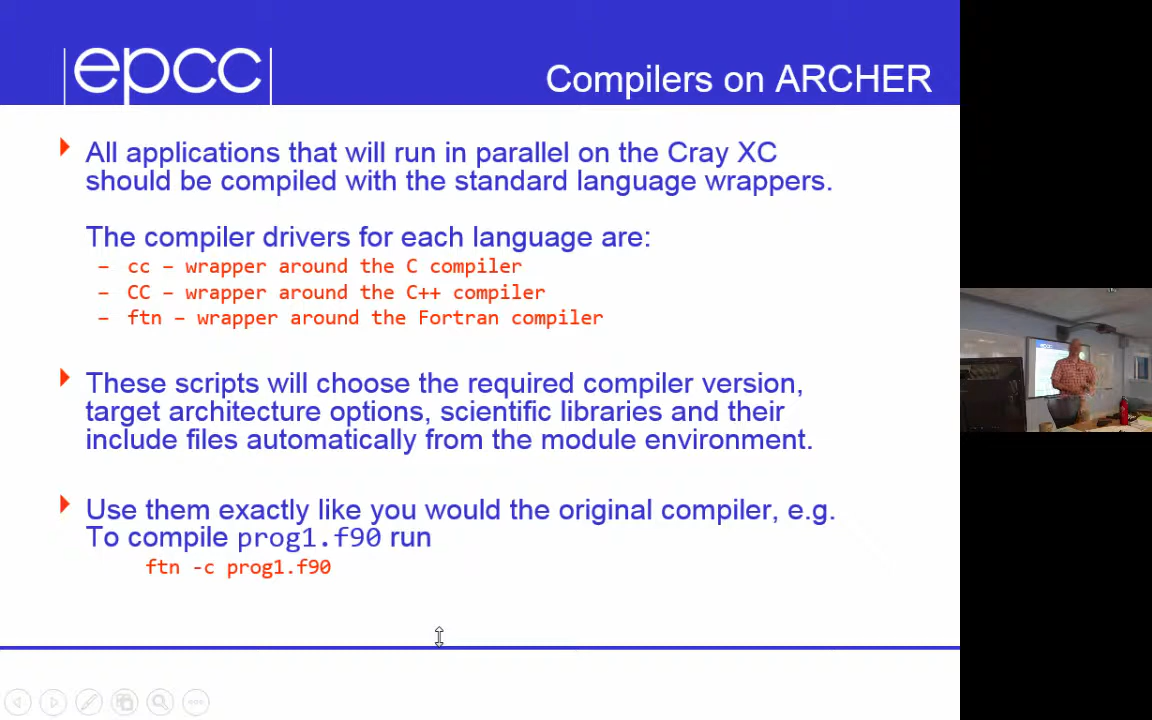 epcc
Compilers on ARCHER
All applications that will run in parallel on the Cray XC
should be compiled with the standard language wrappers.
The compiler drivers for each language are:
– cc – wrapper around the C compiler
– CC – wrapper around the C++ compiler
– ftn – wrapper around the Fortran compiler
These scripts will choose the required compiler version,
target architecture options, scientific libraries and their
include files automatically from the module environment.
Use them exactly like you would the original compiler, e.g.
To compile prog1.f90 run
ftn -c prog1.f90